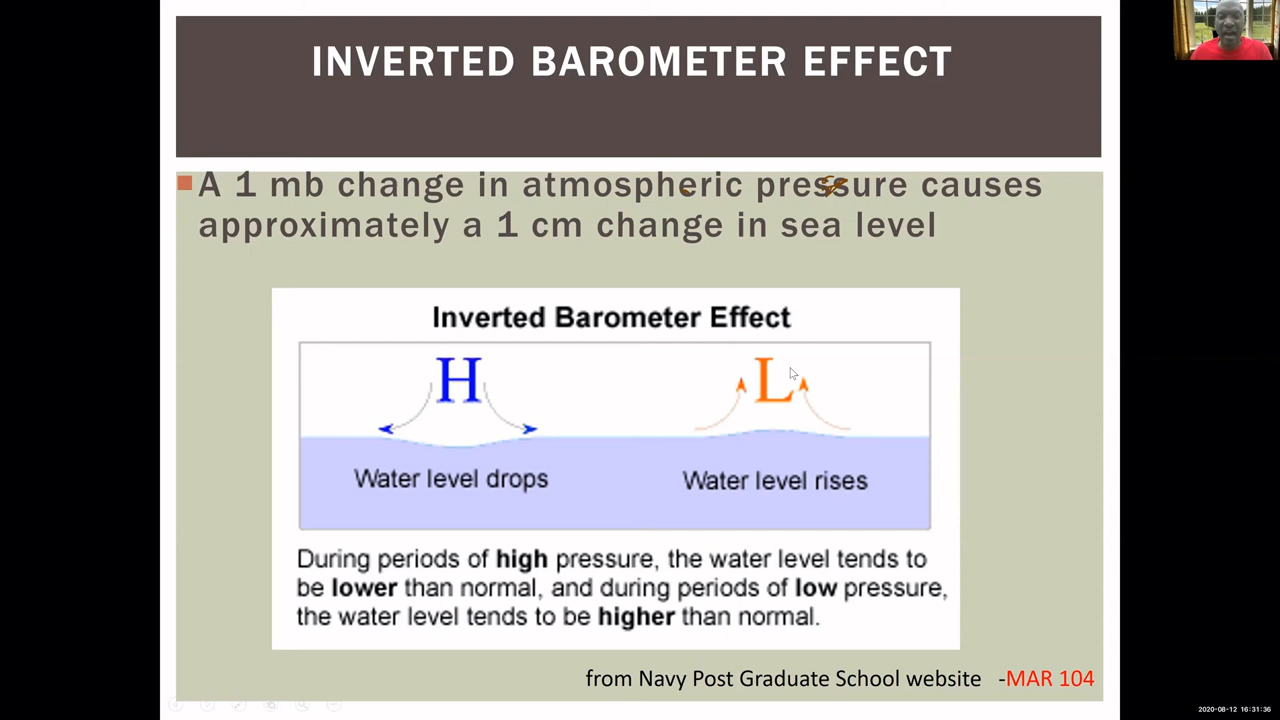 INVERTED BAROMETER EFFECT
A 1 mb change in atmospheric pressure causes
approximately a 1 cm change in sea level
Inverted Barometer Effect
H
L
Water level drops
Water level rises
During periods of high pressure, the water level tends to
be lower than normal, and during periods of low pressure,
the water level tends to be higher than normal.
from Navy Post Graduate School website -MAR 104
2020-08-12 16:31:36